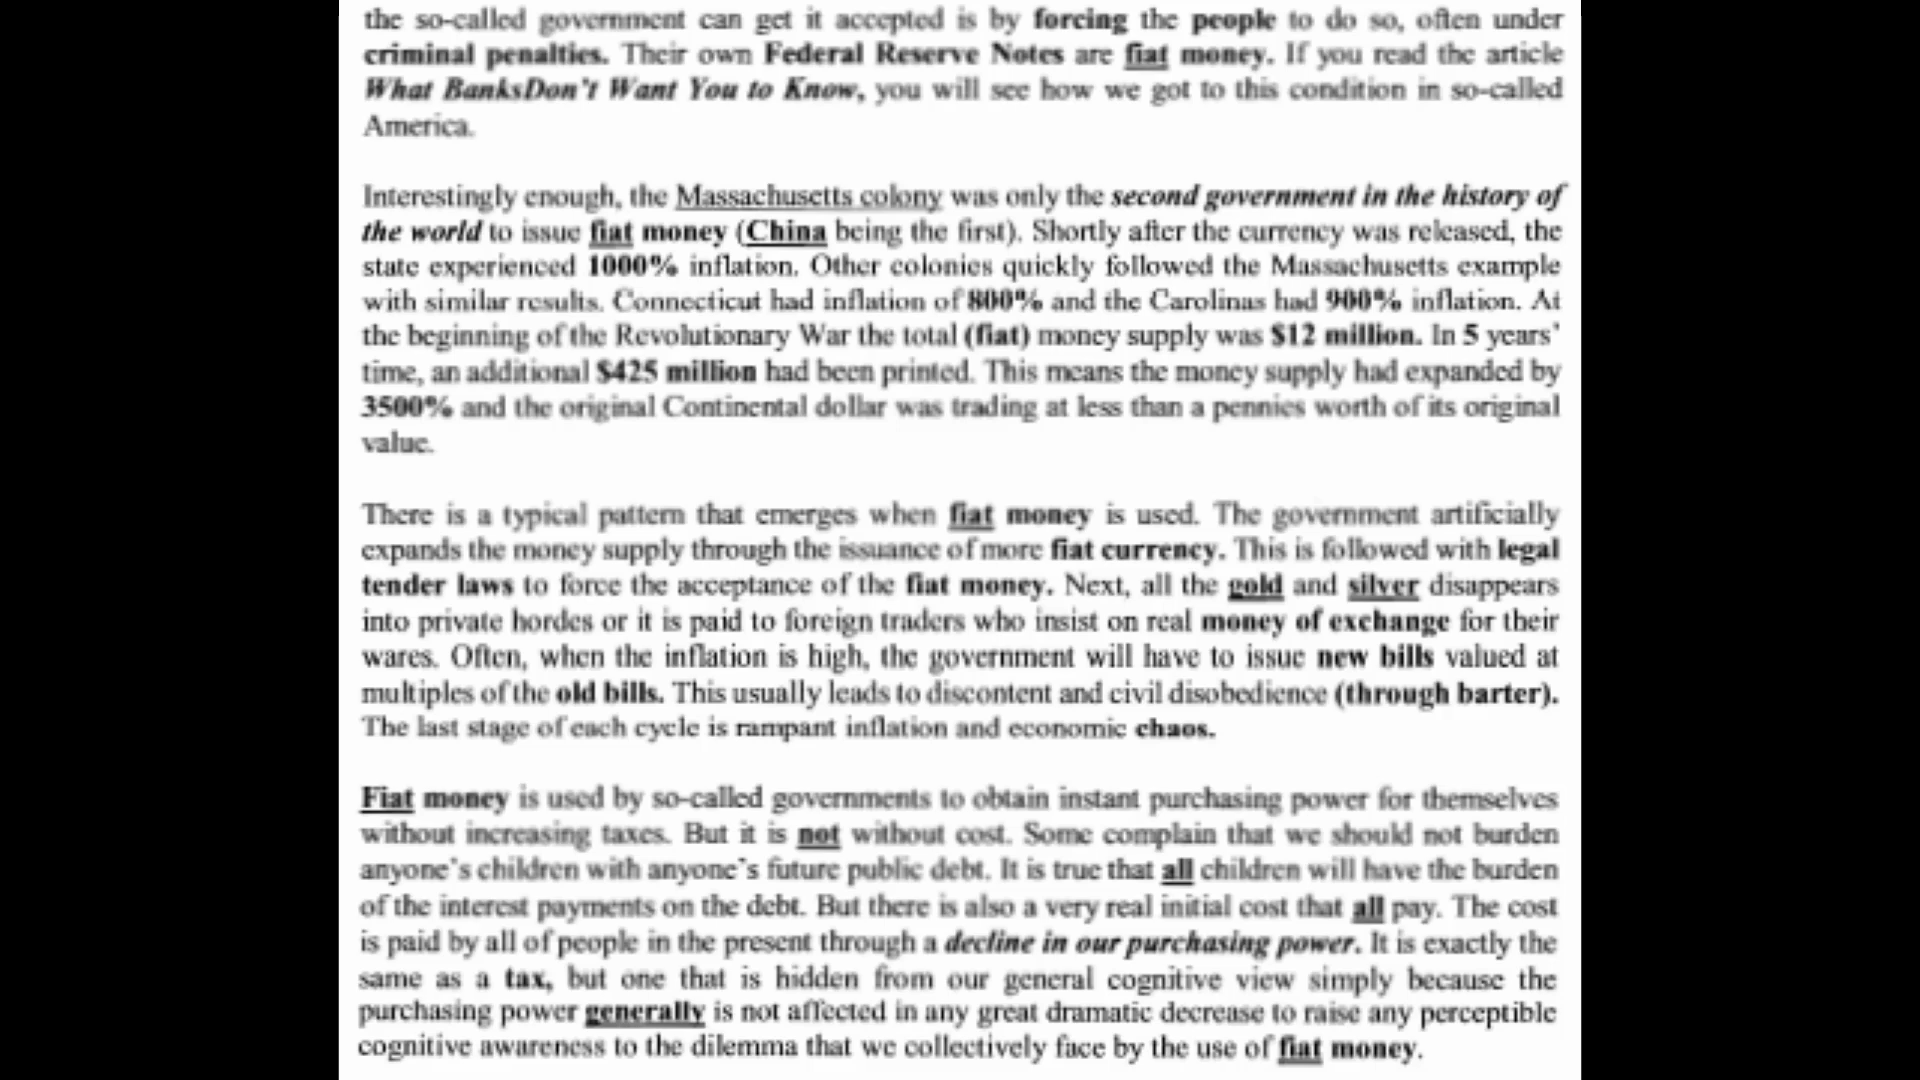 the so-called government can get it accepted is by forcing the people to do so, often under
criminal penalties. Their own Federal Reserve Notes are fiat money. If you read the article
What BanksDon't Want You to Know, you will see how we got to this condition in so-called
America.
Interestingly enough, the Massachusetts colony was only the second government in the history of
the world to issue fiat money (China being the first). Shortly after the currency was released, the
state experienced 1000% inflation. Other colonies quickly followed the Massachusetts example
with similar results. Connecticut had inflation of 800% and the Carolinas had 900% inflation. At
the beginning of the Revolutionary War the total (fiat) money supply was $12 million. In 5 years'
time, an additional $425 million had been printed. This means the money supply had expanded by
3500% and the original Continental dollar was trading at less than a pennies worth of its original
value.
There is a typical pattern that emerges when fiat money is used. The government artificially
expands the money supply through the issuance of more fiat currency. This is followed with legal
tender laws to force the acceptance of the fiat money. Next, all the gold and silver disappears
into private hordes or it is paid to foreign traders who insist on real money of exchange for their
wares. Often, when the inflation is high, the government will have to issue new bills valued at
multiples of the old bills. This usually leads to discontent and civil disobedience (through barter).
The last stage of each cycle is rampant inflation and economic chaos.
Fiat money is used by so-called governments to obtain instant purchasing power for themselves
without increasing taxes. But it is not without cost. Some complain that we should not burden
anyone's children with anyone's future public debt. It is true that all children will have the burden
of the interest payments on the debt. But there is also a very real initial cost that all pay. The cost
is paid by all of people in the present through a decline in our purchasing power. It is exactly the
same as a tax, but one that is hidden from our general cognitive view simply because the
purchasing power generally is not affected in any great dramatic decrease to raise any perceptible
cognitive awareness to the dilemma that we collectively face by the use of fiat money.